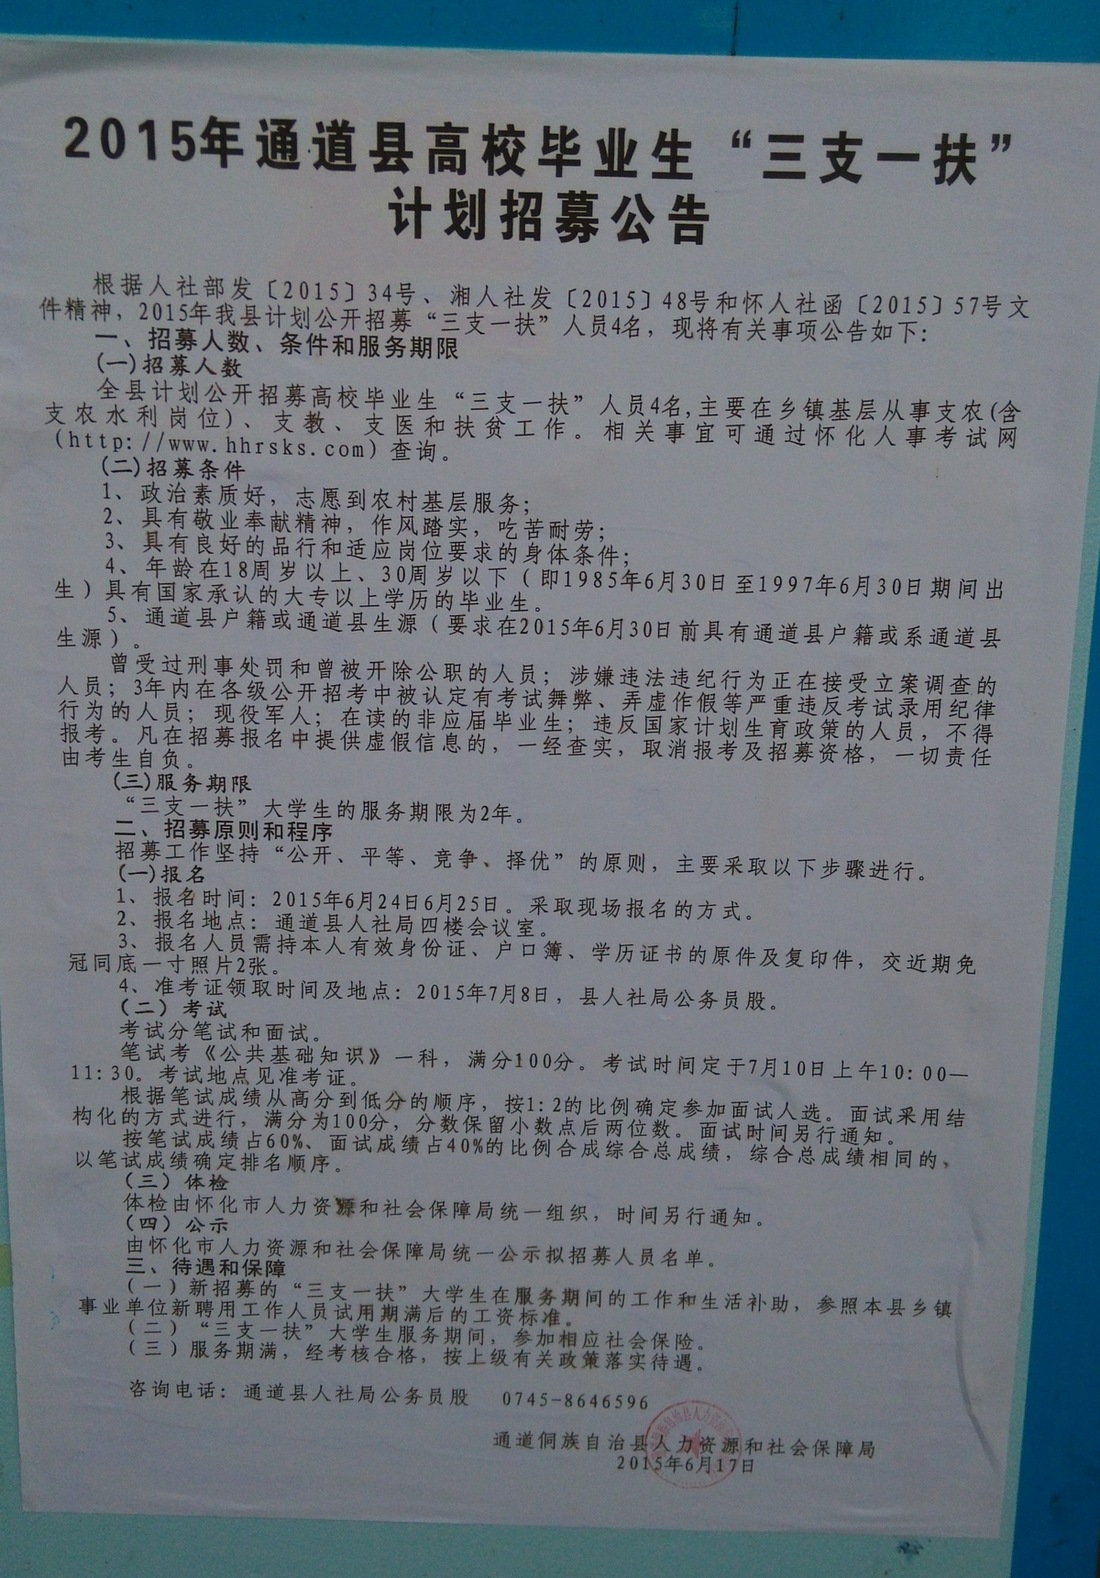 2015年通道县高校毕业生“三支一扶”
计划招募公告
根据人社部发〔2015〕34号、湘人社发〔2015〕48号和怀人社函〔2015〕57号文
件精神，2015年我县计划公开招募“三支一扶”人员4名，现将有关事项公告如下：
一、招募人数、条件和服务期限
(一)招募人数
全县计划公开招募高校毕业生“三支一扶”人员4名,主要在乡镇基层从事支农(含
支农水利岗位)、支教、支医和扶贫工作。相关事宜可通过怀化人事考试网
(http://www.hhrsks.com)查询。
(二)招募条件
1、政治素质好，志愿到农村基层服务；
2、具有敬业奉献精神，作风踏实，吃苦耐劳；
3、具有良好的品行和适应岗位要求的身体条件；
4、年龄在18周岁以上、30周岁以下（即1985年6月30日至1997年6月30日期间出
生）具有国家承认的大专以上学历的毕业生。
5、通道县户籍或通道县生源（要求在2015年6月30日前具有通道县户籍或系通道县
生源）。
曾受过刑事处罚和曾被开除公职的人员；涉嫌违法违纪行为正在接受立案调查的
人员；3年内在各级公开招考中被认定有考试舞弊、弄虚作假等严重违反考试录用纪律
行为的人员；现役军人；在读的非应届毕业生；违反国家计划生育政策的人员，不得
报考。凡在招募报名中提供虚假信息的，一经查实，取消报考及招募资格，一切责任
由考生自负。
(三)服务期限
“三支一扶”大学生的服务期限为2年。
二、招募原则和程序
招募工作坚持“公开、平等、竞争、择优”的原则，主要采取以下步骤进行。
(一)报名
1、报名时间：2015年6月24日6月25日。采取现场报名的方式。
2、报名地点：通道县人社局四楼会议室。
3、报名人员需持本人有效身份证、户口簿、学历证书的原件及复印件，交近期免
冠同底一寸照片2张。
4、准考证领取时间及地点：2015年7月8日，县人社局公务员股。
（二）考试
考试分笔试和面试。
笔试考《公共基础知识》一科，满分100分。考试时间定于7月10日上午10：00—
11：30。考试地点见准考证。
根据笔试成绩从高分到低分的顺序，按1：2的比例确定参加面试人选。面试采用结
构化的方式进行，满分为100分，分数保留小数点后两位数。面试时间另行通知。
按笔试成绩占60%、面试成绩占40%的比例合成综合总成绩，综合总成绩相同的、
以笔试成绩确定排名顺序。
（三）体检
体检由怀化市人力资源和社会保障局统一组织，时间另行通知。
（四）公示
由怀化市人力资源和社会保障局统一公示拟招募人员名单。
三、待遇和保障
（一）新招募的“三支一扶”大学生在服务期间的工作和生活补助，参照本县乡镇
事业单位新聘用工作人员试用期满后的工资标准。
（二）“三支一扶”大学生服务期间，参加相应社会保险。
（三）服务期满，经考核合格，按上级有关政策落实待遇。
咨询电话：通道县人社局公务员股 0745-8646596
通道侗族自治县人力资源和社会保障局
2015年6月17日